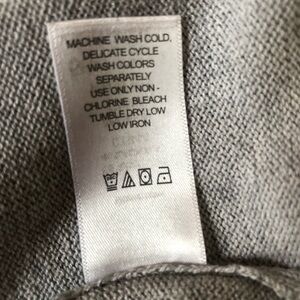 MACHINE WASH COLD,
DELICATE CYCLE
WASH COLORS
SEPARATELY
USE ONLY NON -
CHLORINE BLEACH
TUMBLE DRY LOW
LOW IRON